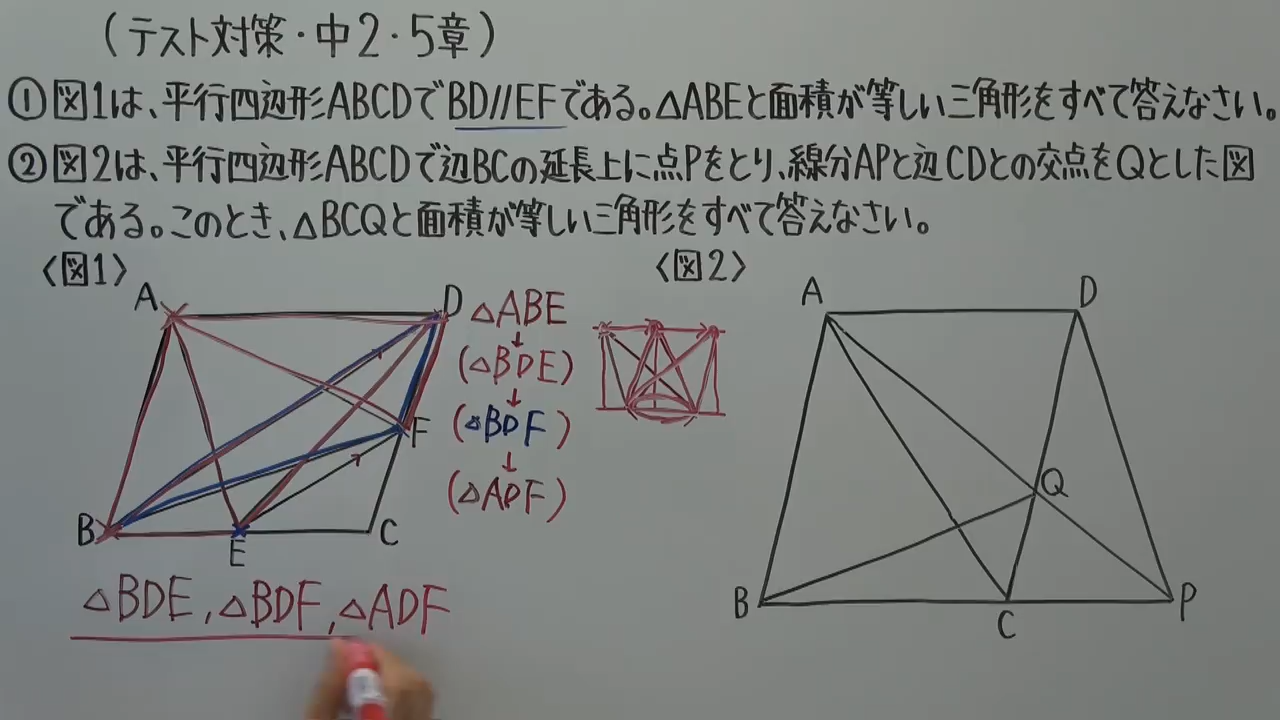 (テスト対策・中2・5章)
①図1は、平行四辺形ABCDでBD//EFである。△ABEと面積が等しい三角形をすべて答えなさい。
②図2は、平行四辺形ABCDで辺BCの延長上に点Pをとり、線分APと辺CDとの交点をQとした図
である。このとき、△BCQと面積が等しい三角形をすべて答えなさい。
〈図1〉
A
D
F
B
E
C
△ABE
↓
(△BDE)
↓
(△BDF)
↓
(△ADF)
△BDE,△BDF,△ADF
〈図2〉
A
D
Q
B
C
P